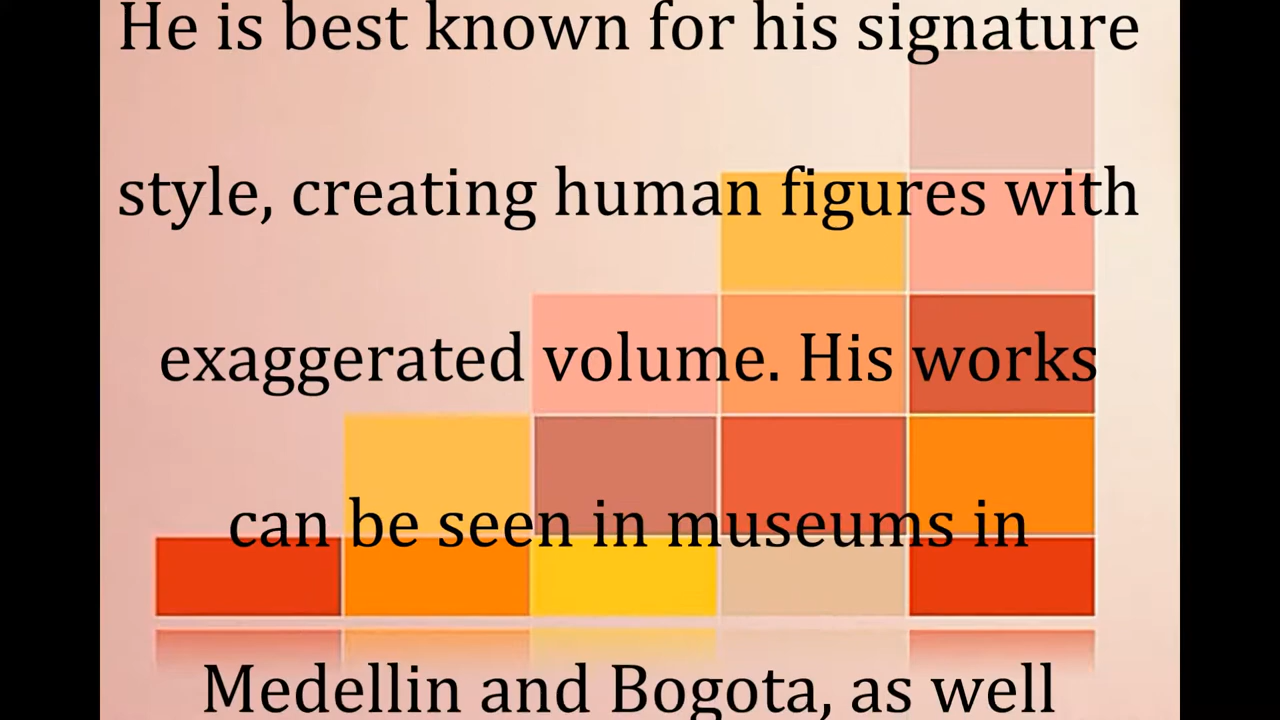 He is best known for his signature
style, creating human figures with
exaggerated volume. His works
can be seen in museums in
Medellin and Bogota, as well